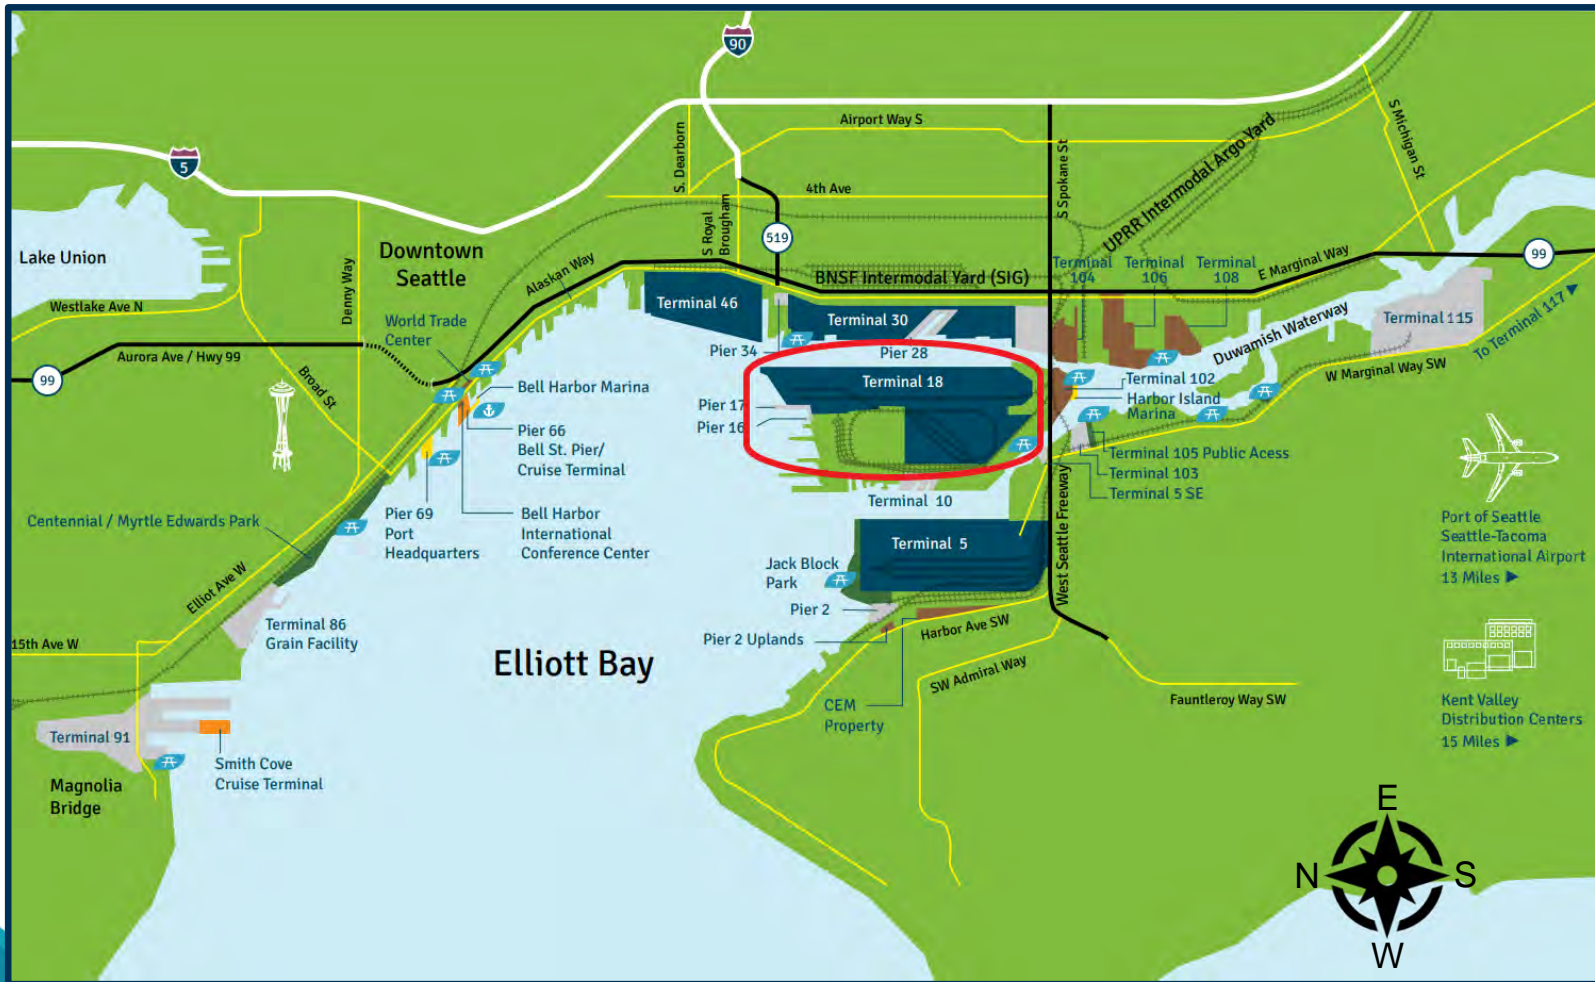 90
5
S. Dearborn
Airport Way S
4th Ave
S Royal
Brougham
519
S Spokane St
UPRR Intermodal Argo Yard
S Michigan St
Lake Union
Westlake Ave N
Denny Way
Downtown
Seattle
Alaskan Way
BNSF Intermodal Yard (SIG)
Terminal
104
Terminal
106
Terminal
108
E Marginal Way
99
Terminal 46
Terminal 30
Pier 34
Pier 28
Duwamish Waterway
Terminal 115
To Terminal 117
W Marginal Way SW
World Trade
Center
Aurora Ave / Hwy 99
99
Broad St
Bell Harbor Marina
Pier 66
Bell St. Pier/
Cruise Terminal
Terminal 18
Pier 17
Pier 16
Terminal 102
Harbor Island
Marina
Terminal 105 Public Acess
Terminal 103
Terminal 5 SE
Terminal 10
Centennial / Myrtle Edwards Park
Pier 69
Port
Headquarters
Bell Harbor
International
Conference Center
Terminal 5
West Seattle Freeway
Jack Block
Park
Pier 2
Pier 2 Uplands
Harbor Ave SW
SW Admiral Way
CEM
Property
Fauntleroy Way SW
Elliot Ave W
15th Ave W
Terminal 86
Grain Facility
Elliott Bay
Terminal 91
Smith Cove
Cruise Terminal
Magnolia
Bridge
Port of Seattle
Seattle-Tacoma
International Airport
13 Miles
Kent Valley
Distribution Centers
15 Miles
E
N
S
W